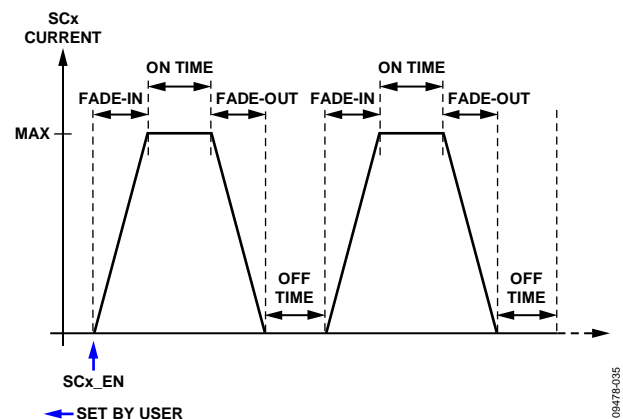 SCx
CURRENT
ON TIME
ON TIME
FADE-IN
FADE-OUT
FADE-IN
FADE-OUT
MAX
OFF
TIME
OFF
TIME
SCx_EN
SET BY USER
09478-035